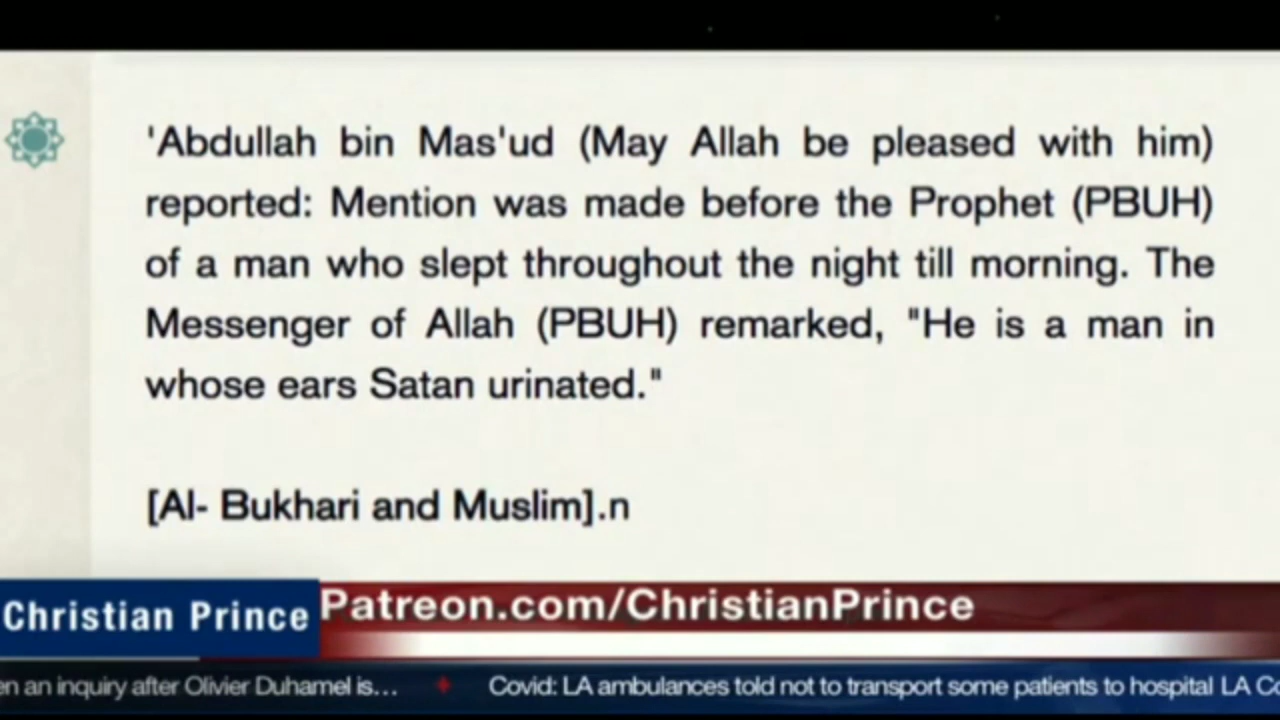 'Abdullah bin Mas'ud (May Allah be pleased with him)
reported: Mention was made before the Prophet (PBUH)
of a man who slept throughout the night till morning. The
Messenger of Allah (PBUH) remarked, "He is a man in
whose ears Satan urinated."
[Al- Bukhari and Muslim].n
Christian Prince
Patreon.com/ChristianPrince
en an inquiry after Olivier Duhamel is... ♦ Covid: LA ambulances told not to transport some patients to hospital LA Co